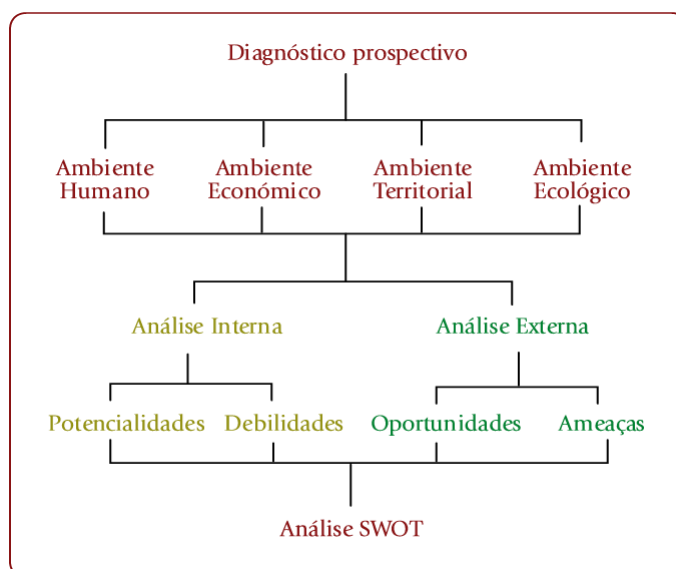 Diagnóstico prospectivo
Ambiente Humano
Ambiente Económico
Ambiente Territorial
Ambiente Ecológico
Análise Interna
Análise Externa
Potencialidades
Debilidades
Oportunidades
Ameaças
Análise SWOT